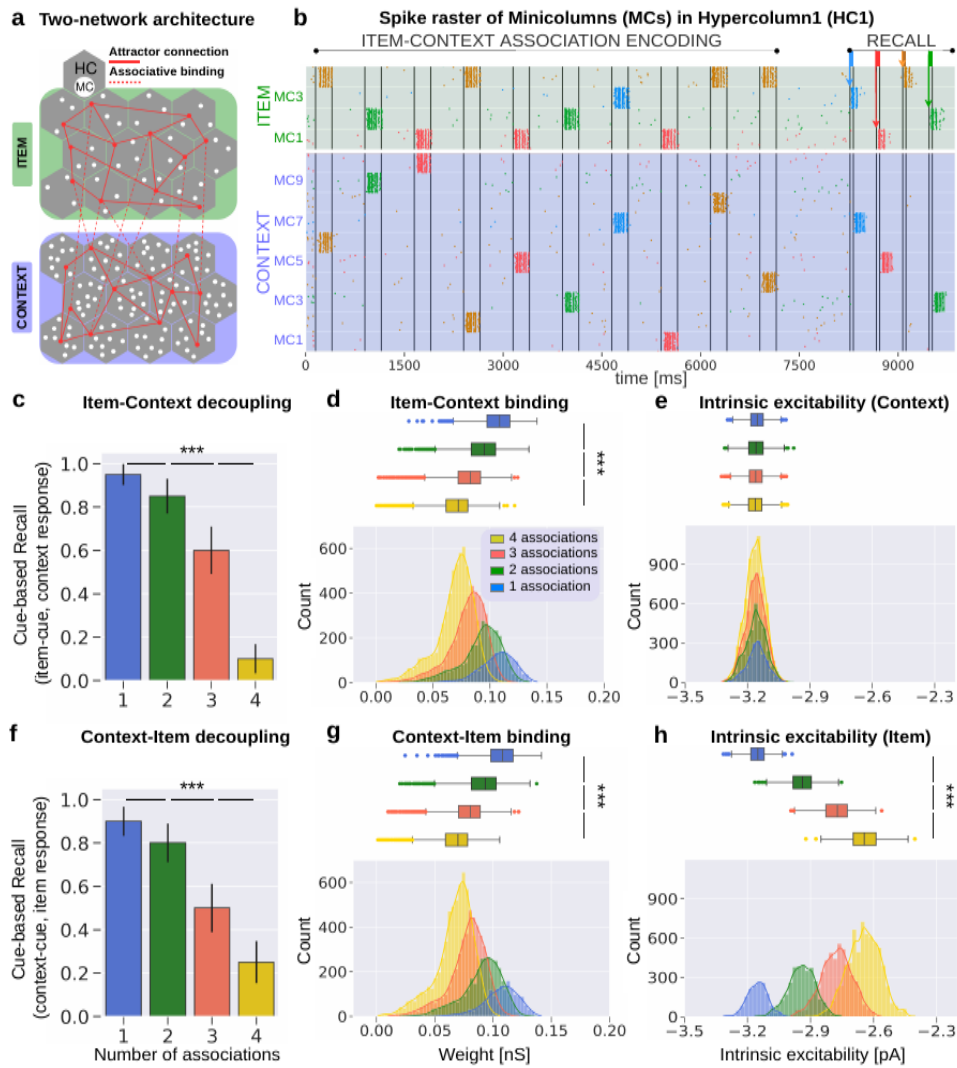 a Two-network architecture
HC
MC
Attractor connection
Associative binding
ITEM
CONTEXT
b Spike raster of Minicolumns (MCs) in Hypercolumn1 (HC1)
ITEM-CONTEXT ASSOCIATION ENCODING
RECALL
ITEM
MC3
MC1
CONTEXT
MC9
MC7
MC5
MC3
MC1
0 1500 3000 4500 6000 7500 9000
time [ms]
c Item-Context decoupling
***
Cue-based Recall
(item-cue, context response)
1.0
0.8
0.6
0.4
0.2
0.0
1 2 3 4
d Item-Context binding
***
4 associations
3 associations
2 associations
1 association
Count
600
400
200
0
0.00 0.05 0.10 0.15 0.20
e Intrinsic excitability (Context)
Count
900
600
300
0
−3.5 −3.2 −2.9 −2.6 −2.3
f Context-Item decoupling
***
Cue-based Recall
(context-cue, item response)
1.0
0.8
0.6
0.4
0.2
0.0
1 2 3 4
Number of associations
g Context-Item binding
***
Count
600
400
200
0
0.00 0.05 0.10 0.15 0.20
Weight [nS]
h Intrinsic excitability (Item)
***
Count
900
600
300
0
−3.5 −3.2 −2.9 −2.6 −2.3
Intrinsic excitability [pA]